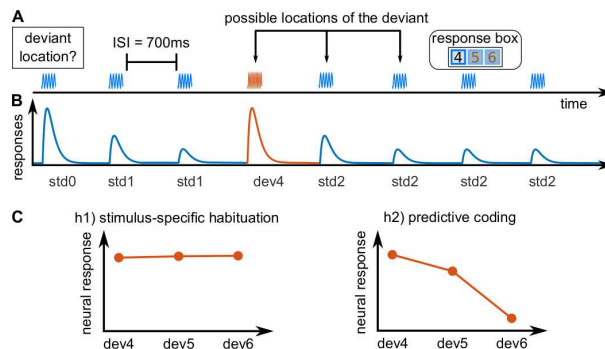 A
possible locations of the deviant
deviant
location?
ISI = 700ms
response box
4 5 6
time
B
responses
std0 std1 std1 dev4 std2 std2 std2 std2
C
h1) stimulus-specific habituation
h2) predictive coding
neural response
dev4 dev5 dev6
neural response
dev4 dev5 dev6